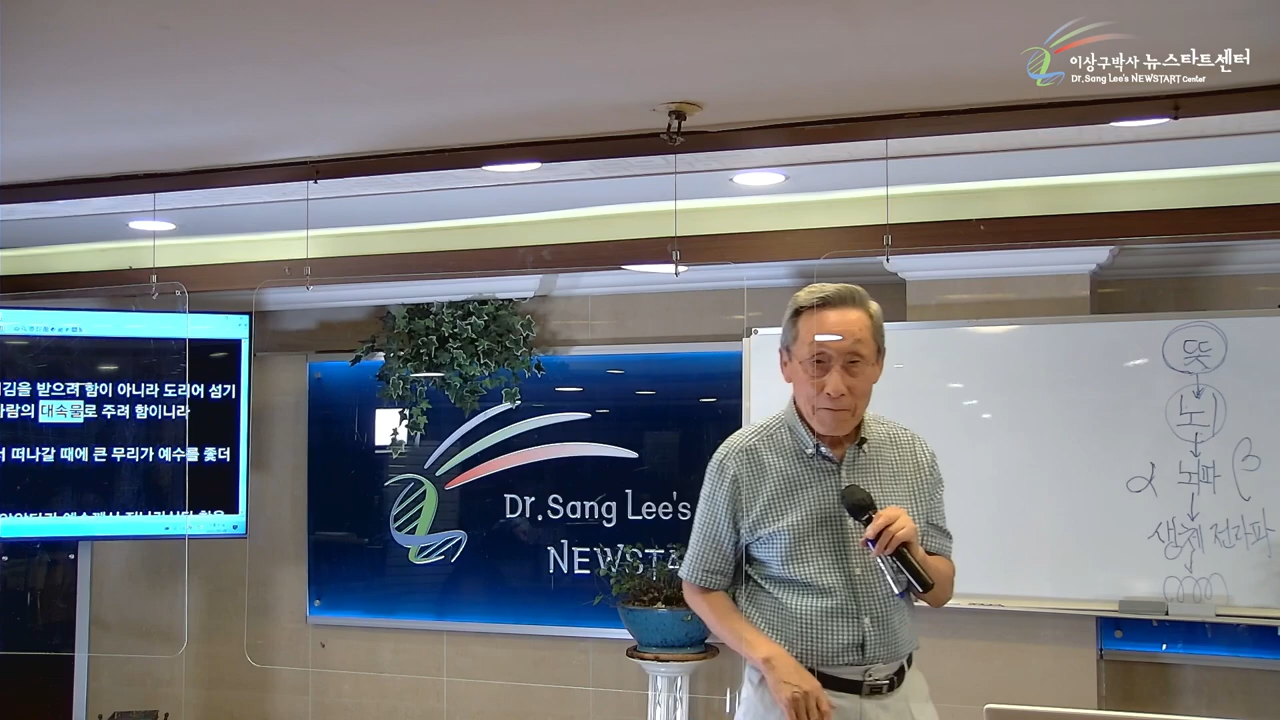 이상구박사 뉴스타트센터
Dr. Sang Lee's NEWSTART Center
김을 받으려 함이 아니라 도리어 섬기
사람의 대속물로 주려 함이니라
떠나갈 때에 큰 무리가 예수를 좇더
Dr. Sang Lee's
NEWSTA
뜻
뇌
α 뇌파 β
생체 전자파